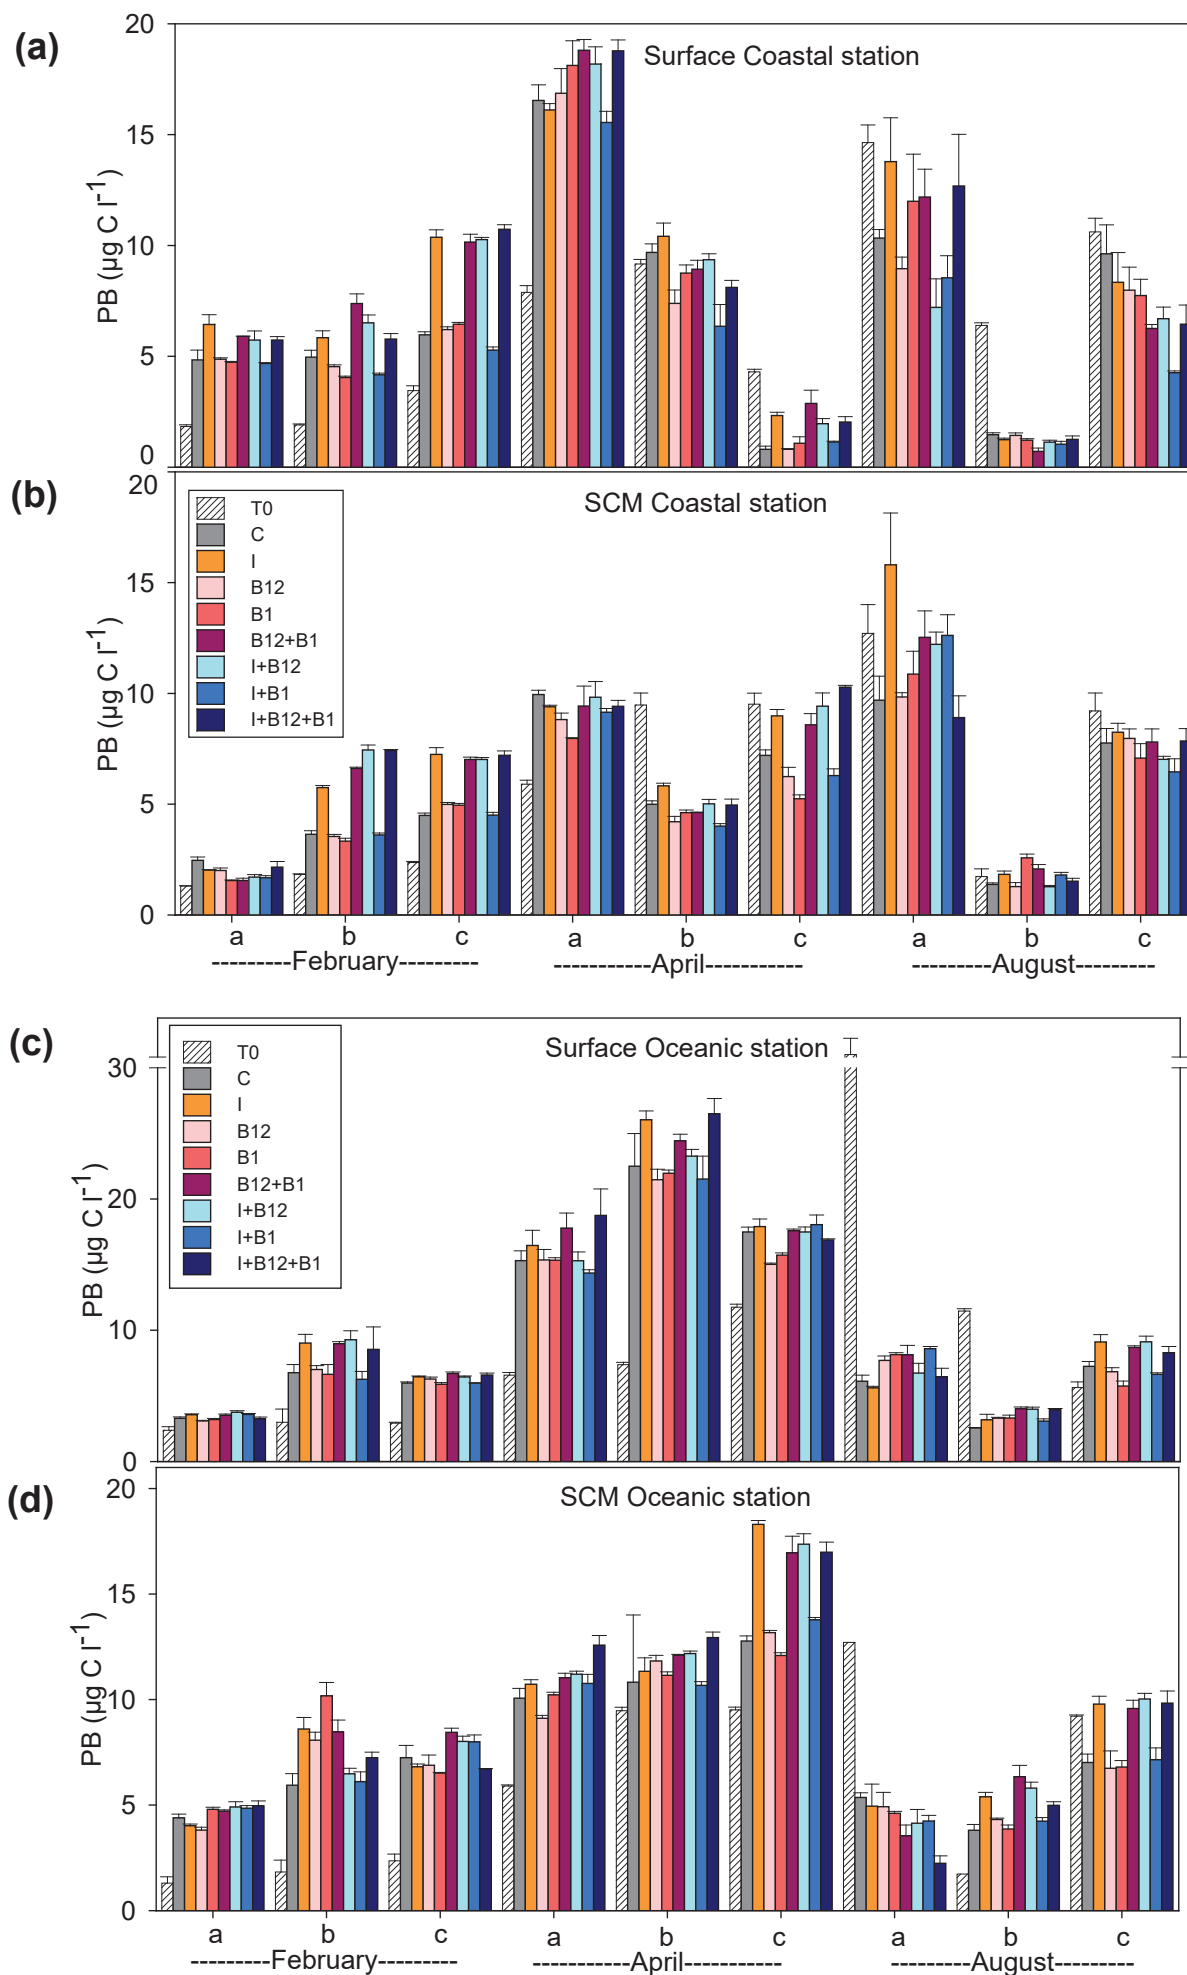 (a)
Surface Coastal station
20
15
10
5
0
PB (µg C l⁻¹)
(b)
SCM Coastal station
20
15
10
5
0
PB (µg C l⁻¹)
T0
C
I
B12
B1
B12+B1
I+B12
I+B1
I+B12+B1
a b c a b c a b c
---------February--------- ------------April------------ ---------August---------
(c)
Surface Oceanic station
30
20
10
0
PB (µg C l⁻¹)
T0
C
I
B12
B1
B12+B1
I+B12
I+B1
I+B12+B1
(d)
SCM Oceanic station
20
15
10
5
0
PB (µg C l⁻¹)
a b c a b c a b c
---------February--------- ------------April------------ ---------August---------